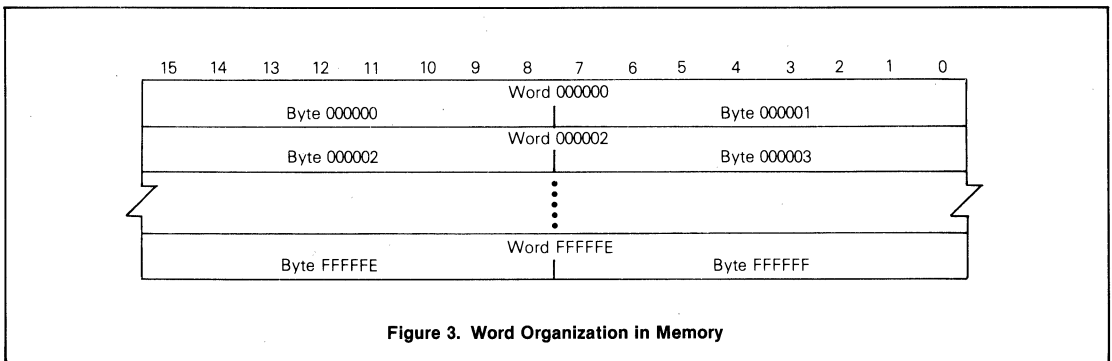 15 14 13 12 11 10 9 8 7 6 5 4 3 2 1 0
Word 000000
Byte 000000 Byte 000001
Word 000002
Byte 000002 Byte 000003
Word FFFFFE
Byte FFFFFE Byte FFFFFF
Figure 3. Word Organization in Memory